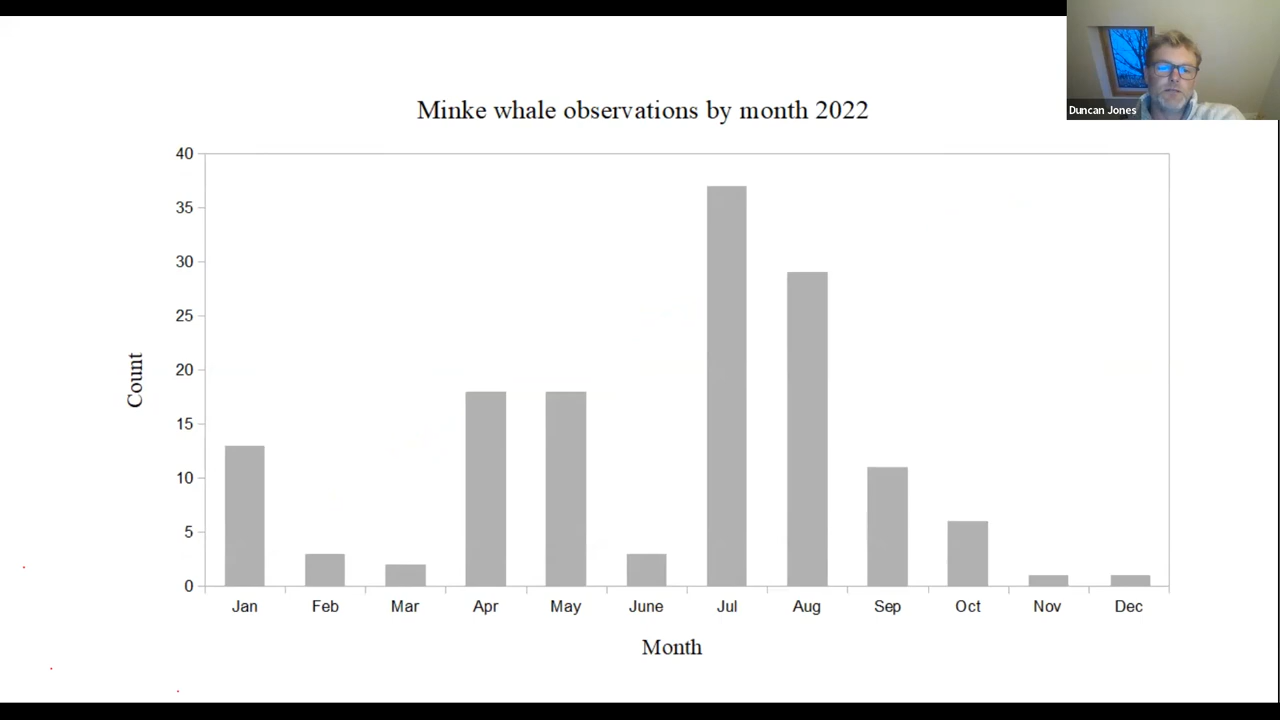 Minke whale observations by month 2022
Duncan Jones
40
35
30
25
20
15
10
5
0
Count
Jan Feb Mar Apr May June Jul Aug Sep Oct Nov Dec
Month